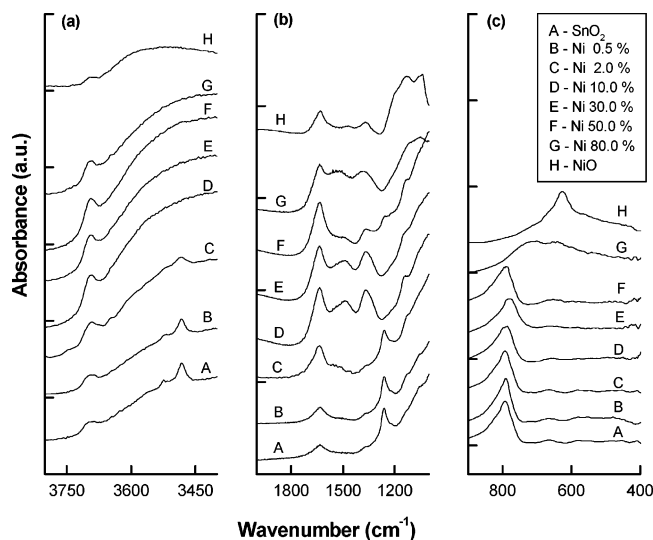 (a)
(b)
(c)
A - SnO₂
B - Ni 0.5 %
C - Ni 2.0 %
D - Ni 10.0 %
E - Ni 30.0 %
F - Ni 50.0 %
G - Ni 80.0 %
H - NiO
H
G
F
E
D
C
B
A
H
G
F
E
D
C
B
A
H
G
F
E
D
C
B
A
Absorbance (a.u.)
3750 3600 3450
1800 1500 1200
800 600 400
Wavenumber (cm⁻¹)